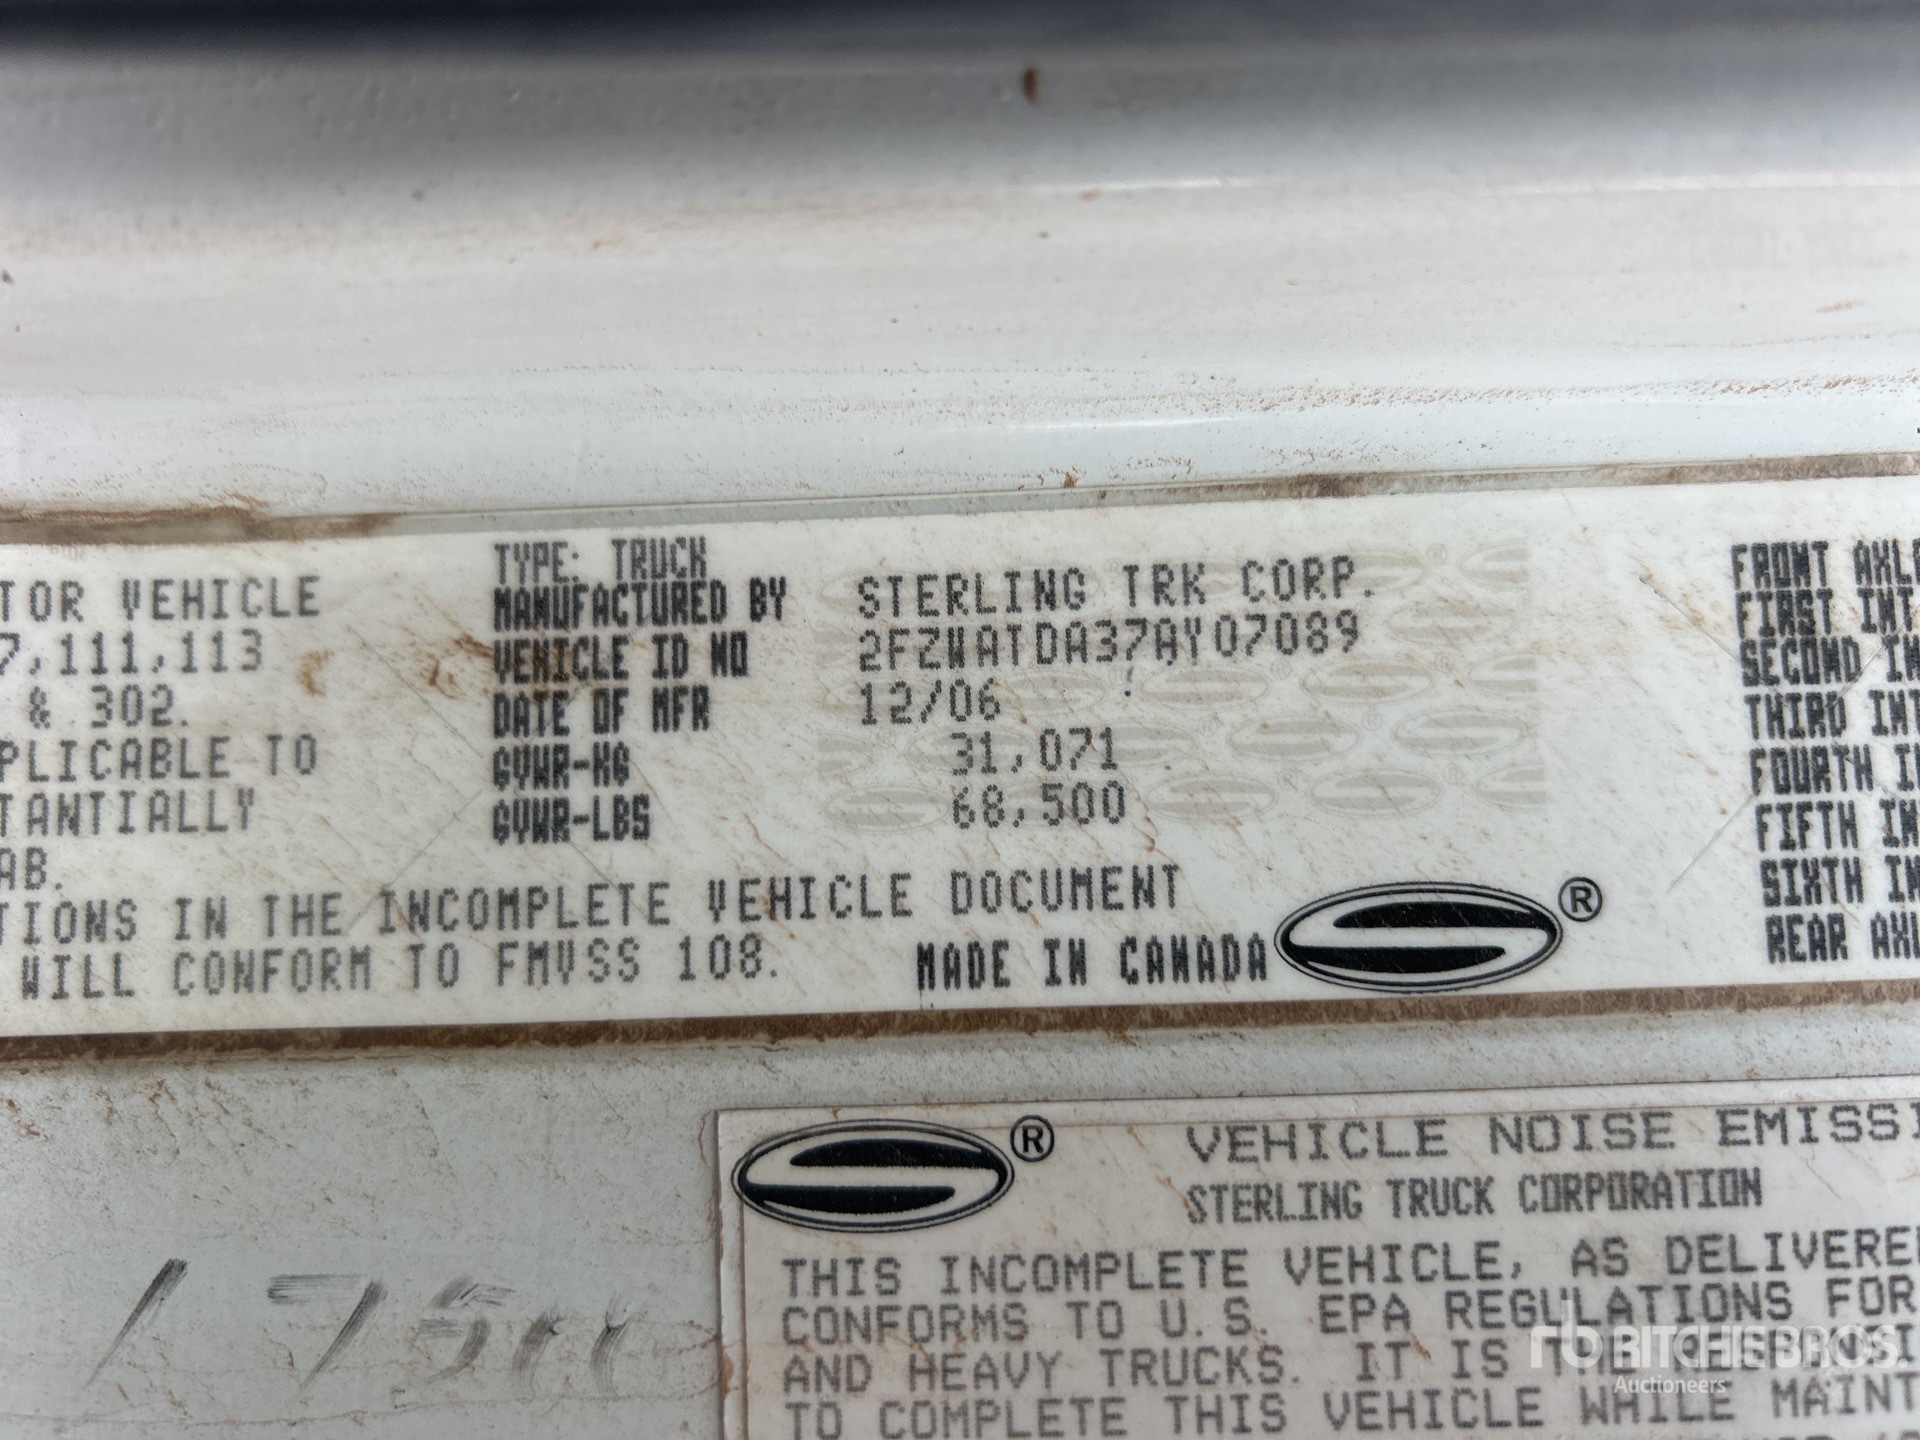 TOR VEHICLE
7,111,113
& 302.
PLICABLE TO
TANTIALLY
AB.
TIONS IN THE INCOMPLETE VEHICLE DOCUMENT
WILL CONFORM TO FMVSS 108.
TYPE: TRUCK
MANUFACTURED BY STERLING TRK CORP.
VEHICLE ID NO 2FZWATDA37AY07089
DATE OF MFR 12/06
GVWR-KG 31,071
GVWR-LBS 68,500
MADE IN CANADA ®
FRONT AXL
FIRST INT
SECOND IN
THIRD INT
FOURTH I
FIFTH IN
SIXTH IN
REAR AXL
® VEHICLE NOISE EMISSI
STERLING TRUCK CORPORATION
THIS INCOMPLETE VEHICLE, AS DELIVERE
CONFORMS TO U.S. EPA REGULATIONS FOR
AND HEAVY TRUCKS. IT IS THE
TO COMPLETE THIS VEHICLE WHILE MAINT
rb RITCHIE BROS.
Auctioneers